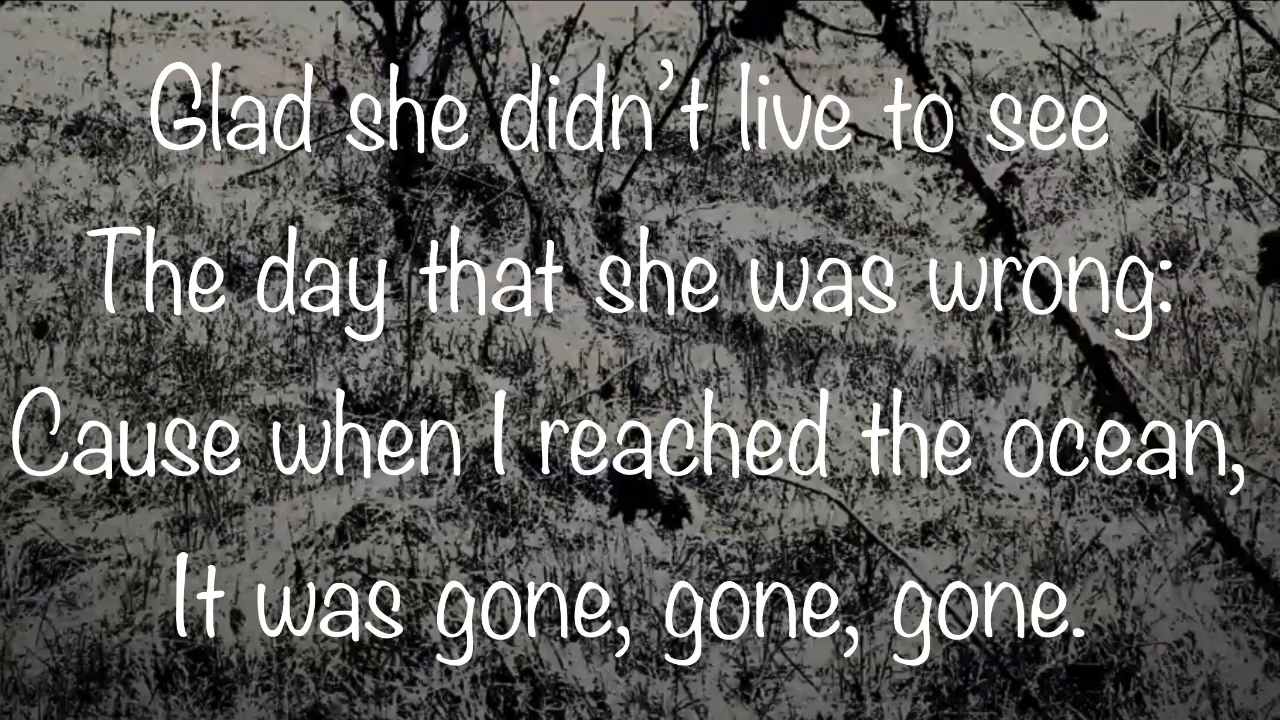 Glad she didn't live to see
The day that she was wrong:
Cause when I reached the ocean,
It was gone, gone, gone.